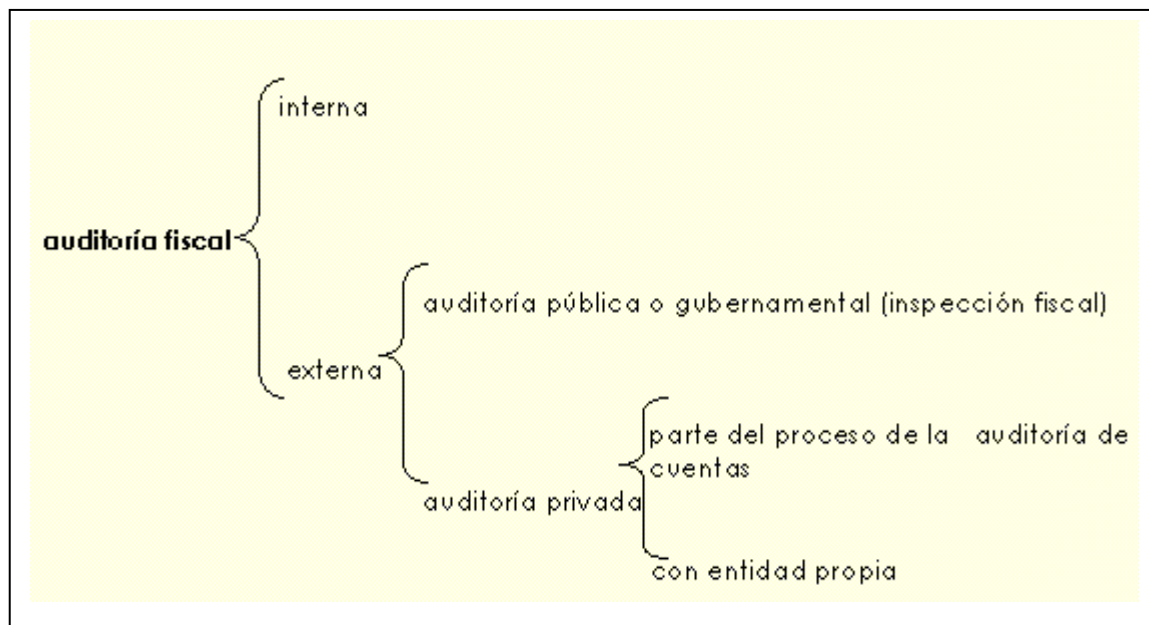 interna
auditoría fiscal
auditoría pública o gubernamental (inspección fiscal)
externa
parte del proceso de la auditoría de
cuentas
auditoría privada
con entidad propia